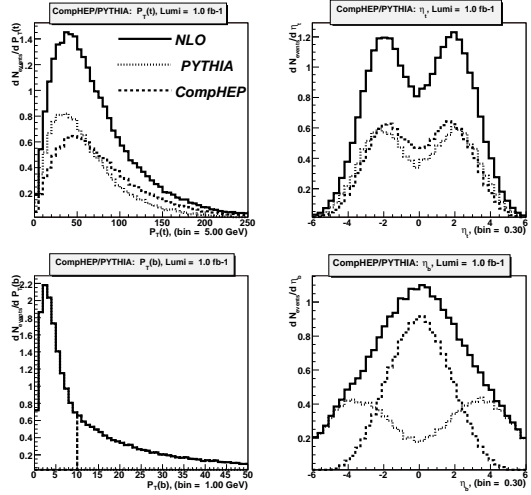 CompHEP/PYTHIA: P_T(t), Lumi = 1.0 fb-1
d N_events/ d P_T(t)
1.4
1.2
1
0.8
0.6
0.4
0.2
NLO
PYTHIA
CompHEP
0 50 100 150 200 250
P_T(t), (bin = 5.00 GeV)
CompHEP/PYTHIA: η_t, Lumi = 1.0 fb-1
d N_events/ d η_t
1.2
1
0.8
0.6
0.4
0.2
-6 -4 -2 0 2 4 6
η_t, (bin = 0.30)
CompHEP/PYTHIA: P_T(b), Lumi = 1.0 fb-1
d N_events/ d P_T(b)
2.2
2
1.8
1.6
1.4
1.2
1
0.8
0.6
0.4
0.2
0 5 10 15 20 25 30 35 40 45 50
P_T(b), (bin = 1.00 GeV)
CompHEP/PYTHIA: η_b, Lumi = 1.0 fb-1
d N_events/ d η_b
1
0.8
0.6
0.4
0.2
0
-6 -4 -2 0 2 4 6
η_b, (bin = 0.30)